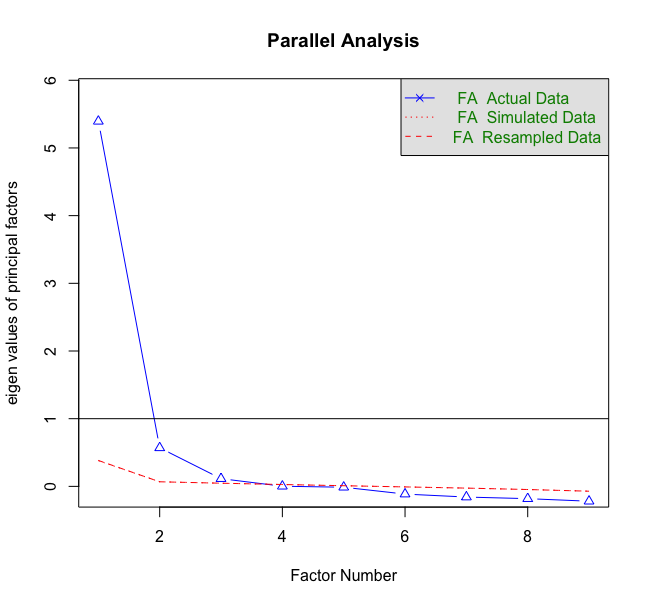 Parallel Analysis
FA Actual Data
FA Simulated Data
FA Resampled Data
eigen values of principal factors
6
5
4
3
2
1
0
2 4 6 8
Factor Number